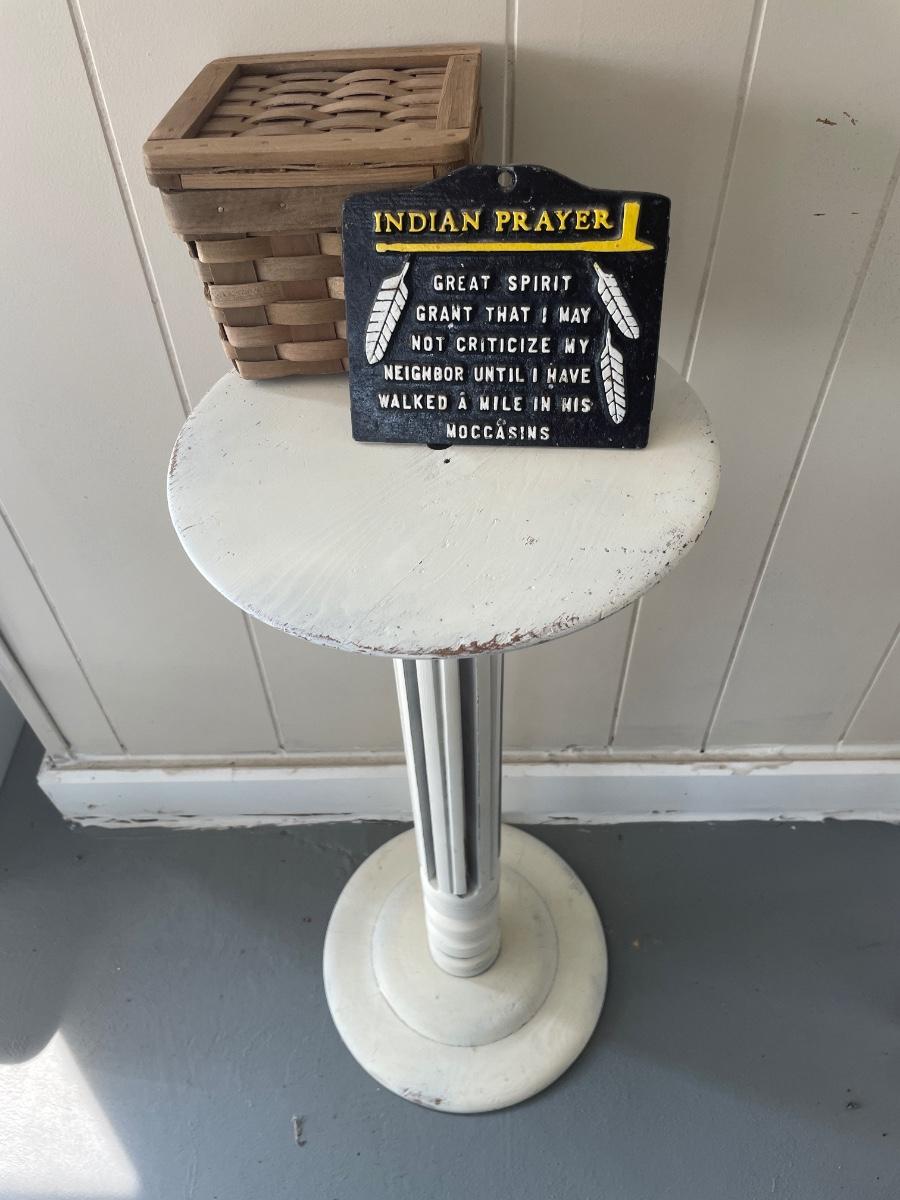 INDIAN PRAYER
GREAT SPIRIT
GRANT THAT I MAY
NOT CRITICIZE MY
NEIGHBOR UNTIL I HAVE
WALKED A MILE IN HIS
MOCCASINS